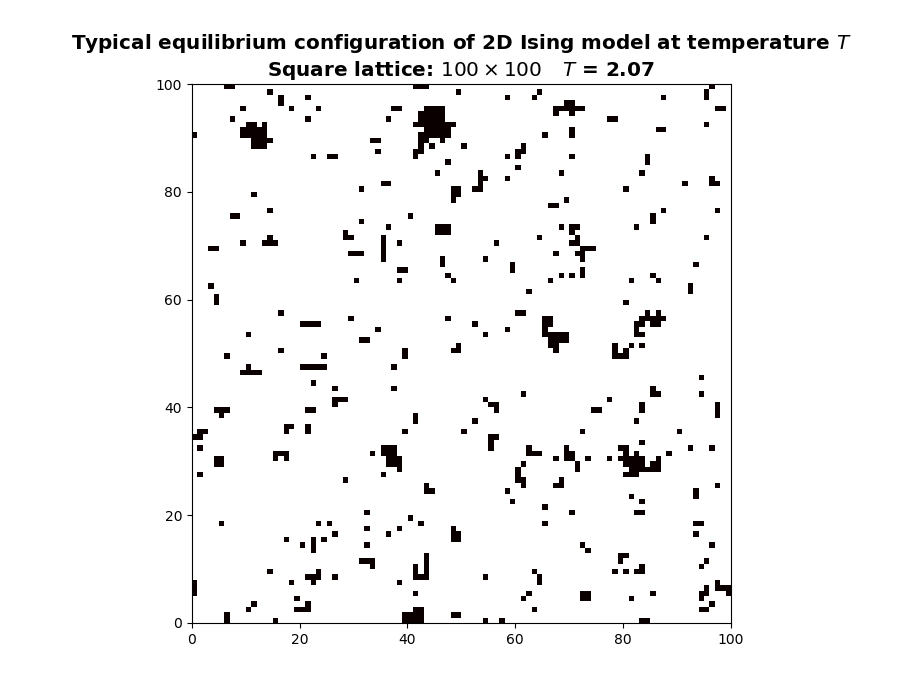 Typical equilibrium configuration of 2D Ising model at temperature T
Square lattice: 100 × 100 T = 2.07
100
80
60
40
20
0
0 20 40 60 80 100